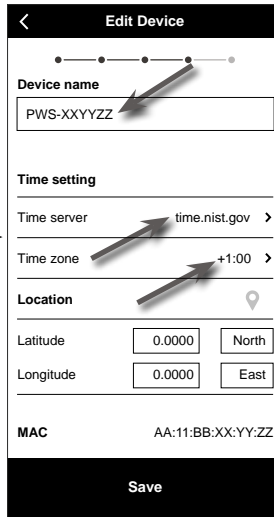 Edit Device
Device name
PWS-XXYYZZ
Time setting
Time server time.nist.gov
Time zone +1:00
Location
Latitude 0.0000 North
Longitude 0.0000 East
MAC AA:11:BB:XX:YY:ZZ
Save